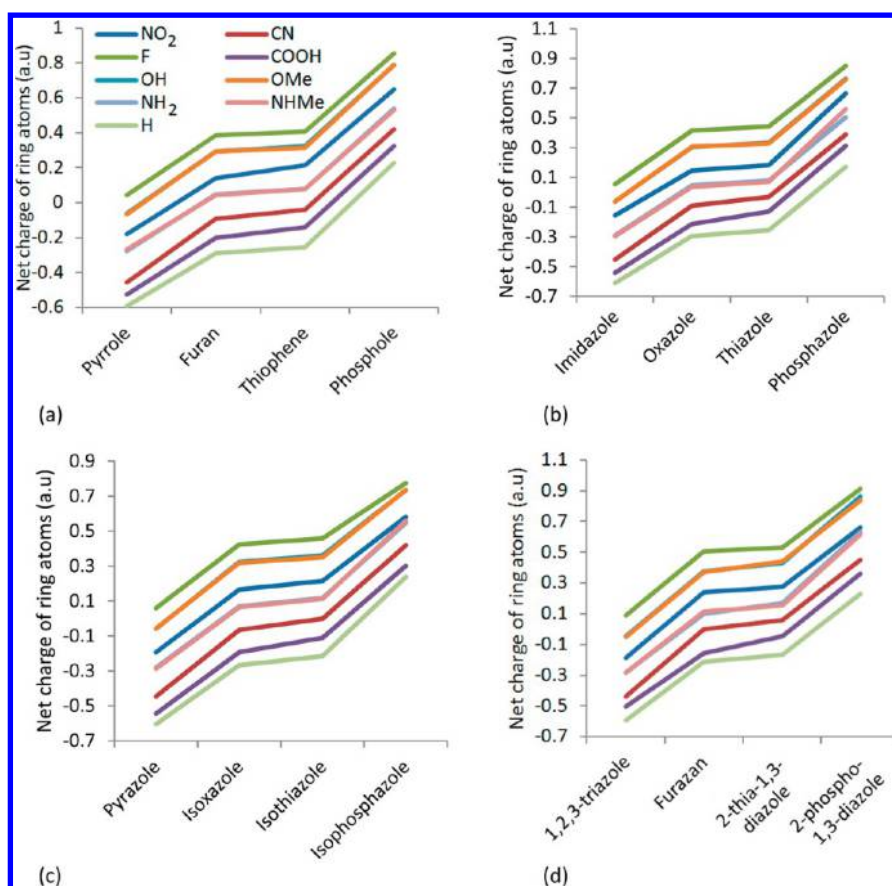 (a)
Net charge of ring atoms (a.u)
1
0.8
0.6
0.4
0.2
0
-0.2
-0.4
-0.6
NO2
CN
F
COOH
OH
OMe
NH2
NHMe
H
Pyrrole
Furan
Thiophene
Phosphole
(b)
Net charge of ring atoms (a.u)
1.1
0.9
0.7
0.5
0.3
0.1
-0.1
-0.3
-0.5
-0.7
Imidazole
Oxazole
Thiazole
Phosphazole
(c)
Net charge of ring atoms (a.u)
0.9
0.7
0.5
0.3
0.1
-0.1
-0.3
-0.5
-0.7
Pyrazole
Isoxazole
Isothiazole
Isophosphazole
(d)
Net charge of ring atoms (a.u)
1.1
0.9
0.7
0.5
0.3
0.1
-0.1
-0.3
-0.5
-0.7
1,2,3-triazole
Furazan
2-thia-1,3-
diazole
2-phospho-
1,3-diazole